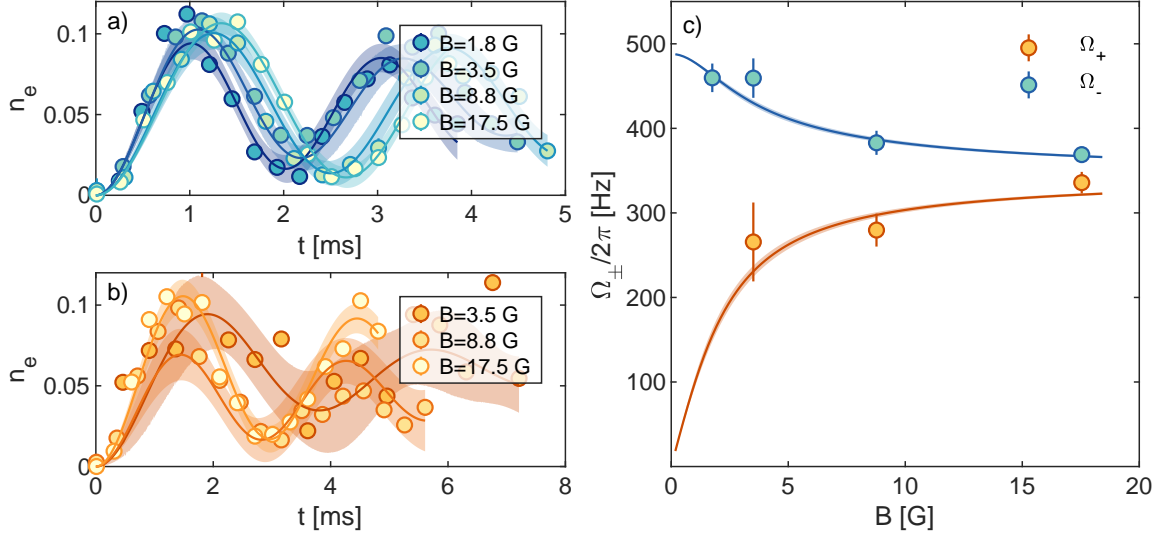 a)
n_e
0.1
0.05
0
0
1
2
3
4
5
t [ms]
B=1.8 G
B=3.5 G
B=8.8 G
B=17.5 G
b)
n_e
0.1
0.05
0
0
2
4
6
8
t [ms]
B=3.5 G
B=8.8 G
B=17.5 G
c)
Ω_±/2π [Hz]
500
400
300
200
100
0
5
10
15
20
B [G]
Ω_+
Ω_-